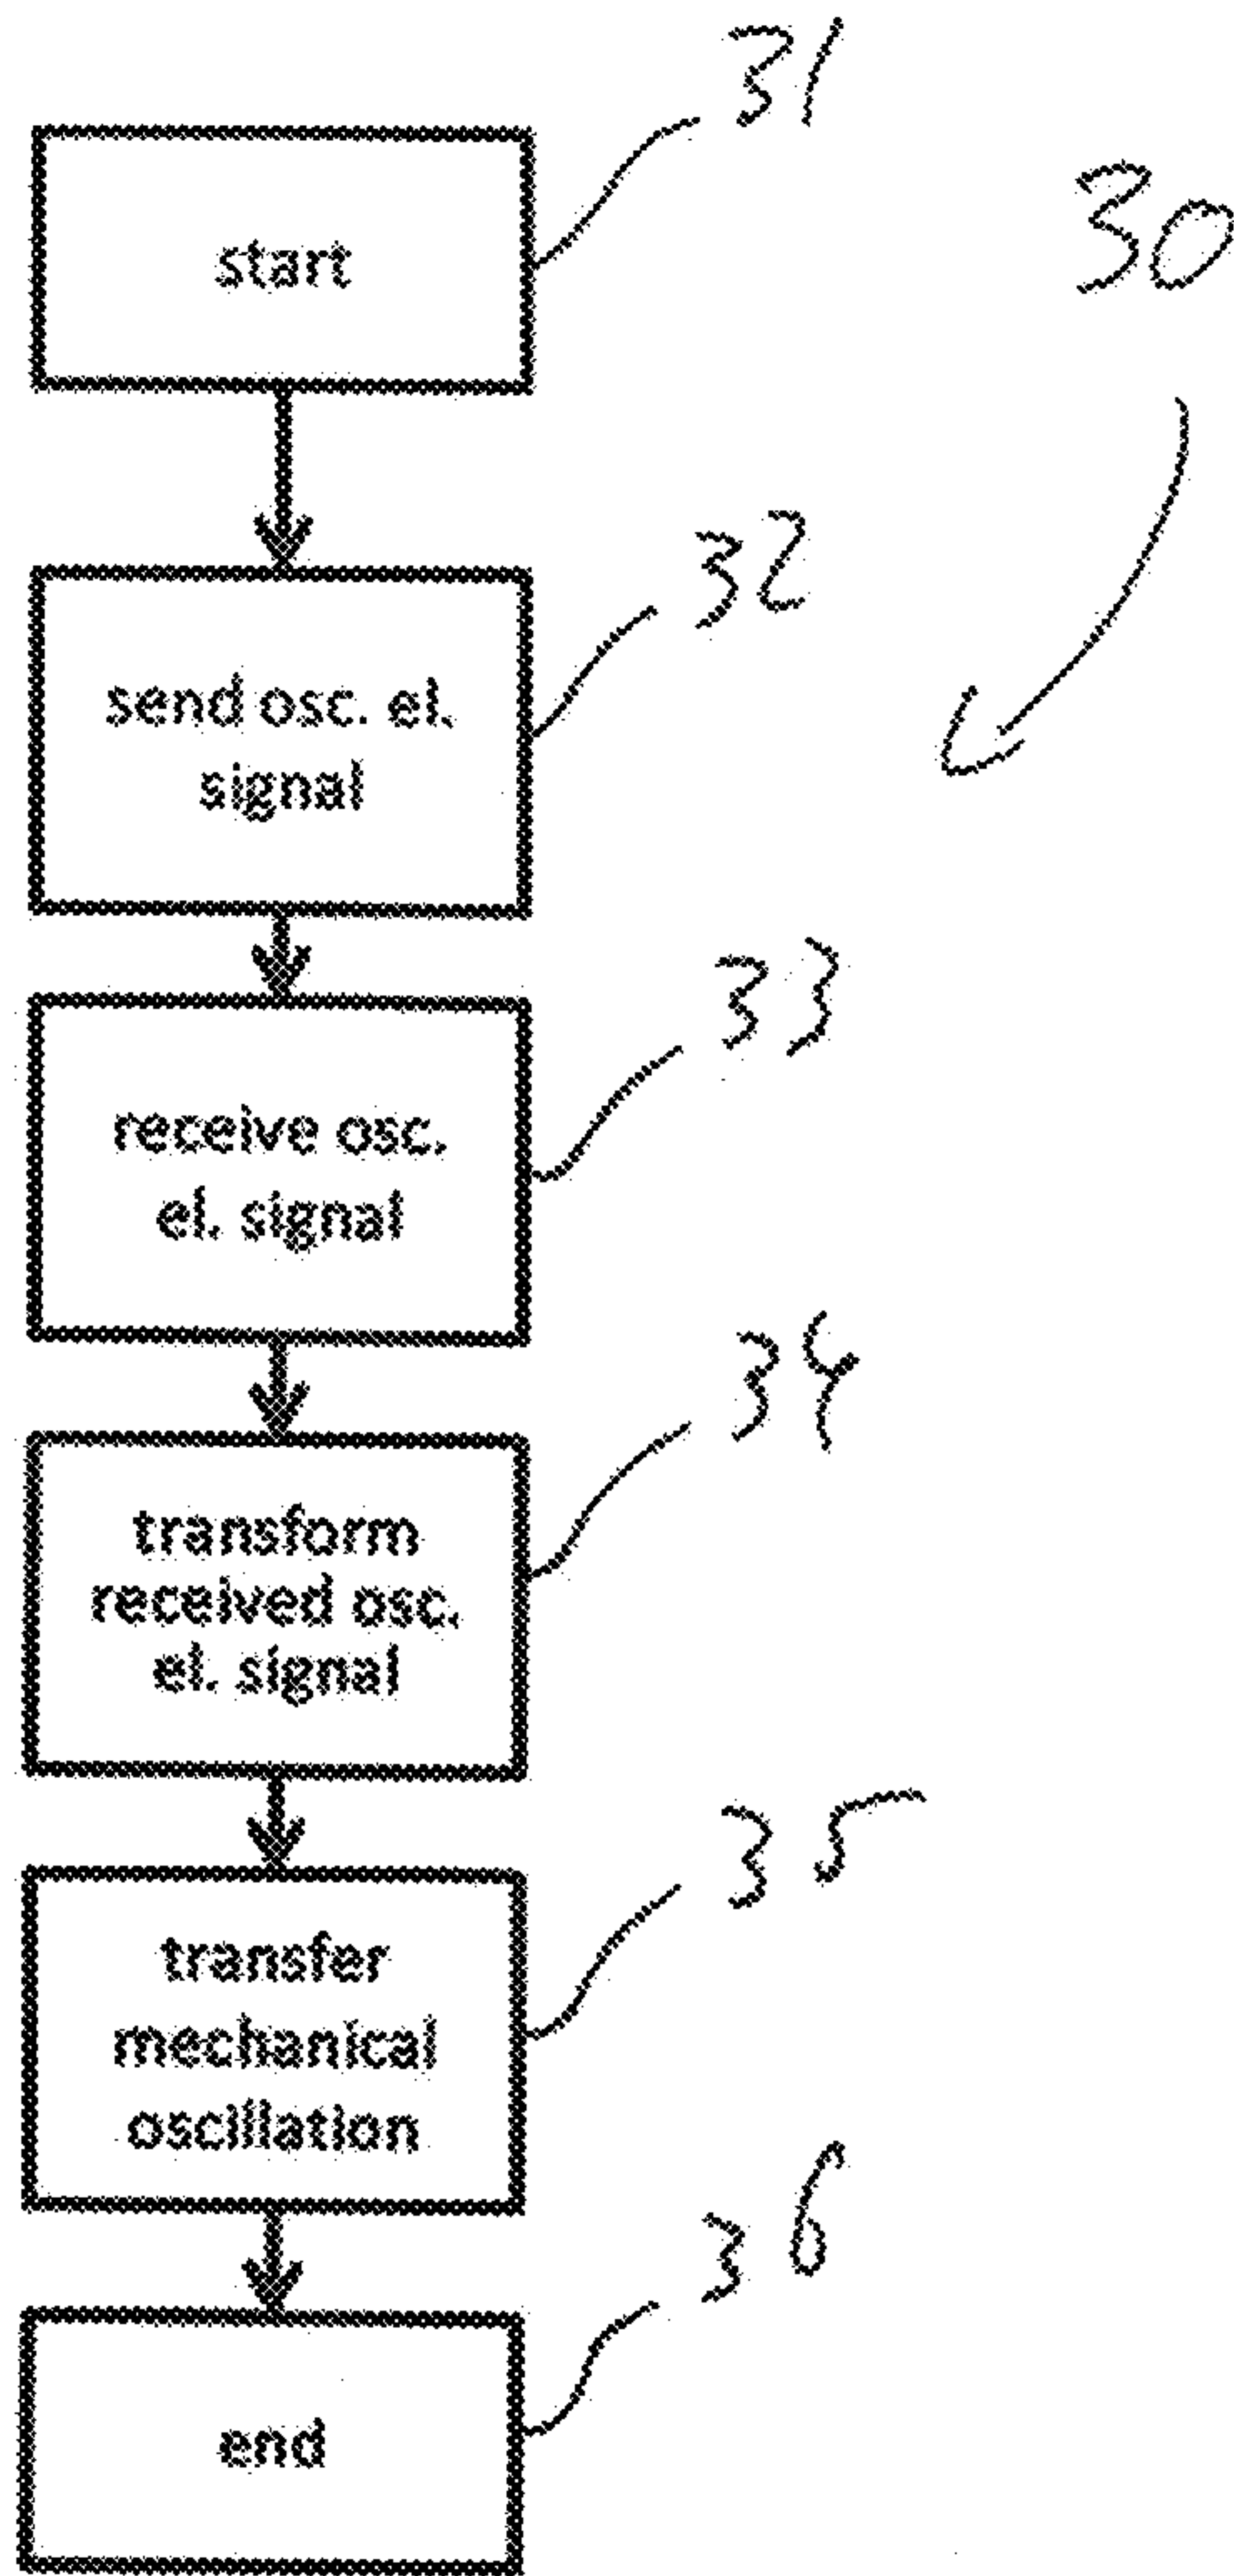 31
30
start
32
send osc. el.
signal
33
receive osc.
el. signal
34
transform
received osc.
el. signal
35
transfer
mechanical
oscillation
36
end